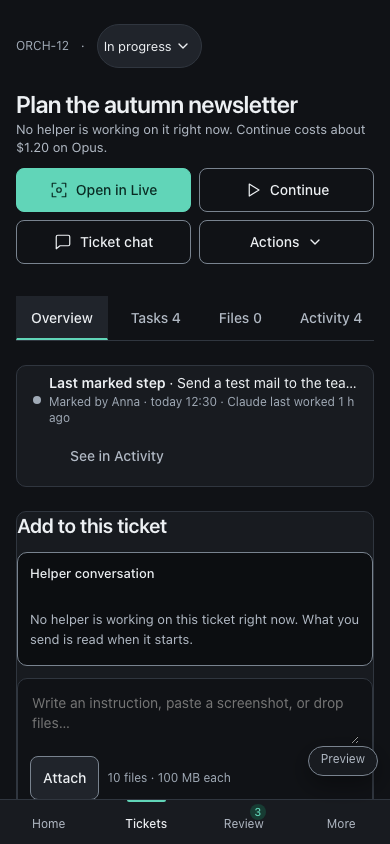 ORCH-12 · In progress
Plan the autumn newsletter
No helper is working on it right now. Continue costs about
$1.20 on Opus.
Open in Live
Continue
Ticket chat
Actions
Overview
Tasks 4
Files 0
Activity 4
Last marked step · Send a test mail to the tea...
Marked by Anna · today 12:30 · Claude last worked 1 h
ago
See in Activity
Add to this ticket
Helper conversation
No helper is working on this ticket right now. What you
send is read when it starts.
Write an instruction, paste a screenshot, or drop
files...
Attach
10 files · 100 MB each
Preview
Home
Tickets
Review
3
More